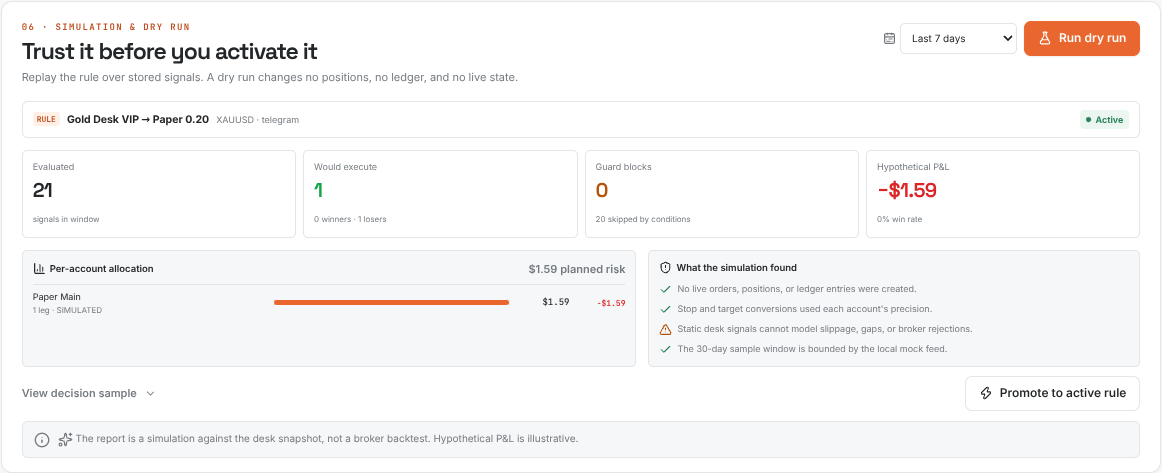 06 · SIMULATION & DRY RUN
Trust it before you activate it
Replay the rule over stored signals. A dry run changes no positions, no ledger, and no live state.
Last 7 days
Run dry run
RULE Gold Desk VIP → Paper 0.20 XAUUSD · telegram
Active
Evaluated
21
signals in window
Would execute
1
0 winners · 1 losers
Guard blocks
0
20 skipped by conditions
Hypothetical P&L
-$1.59
0% win rate
Per-account allocation
$1.59 planned risk
Paper Main
1 leg · SIMULATED
$1.59
-$1.59
What the simulation found
No live orders, positions, or ledger entries were created.
Stop and target conversions used each account's precision.
Static desk signals cannot model slippage, gaps, or broker rejections.
The 30-day sample window is bounded by the local mock feed.
View decision sample
Promote to active rule
The report is a simulation against the desk snapshot, not a broker backtest. Hypothetical P&L is illustrative.